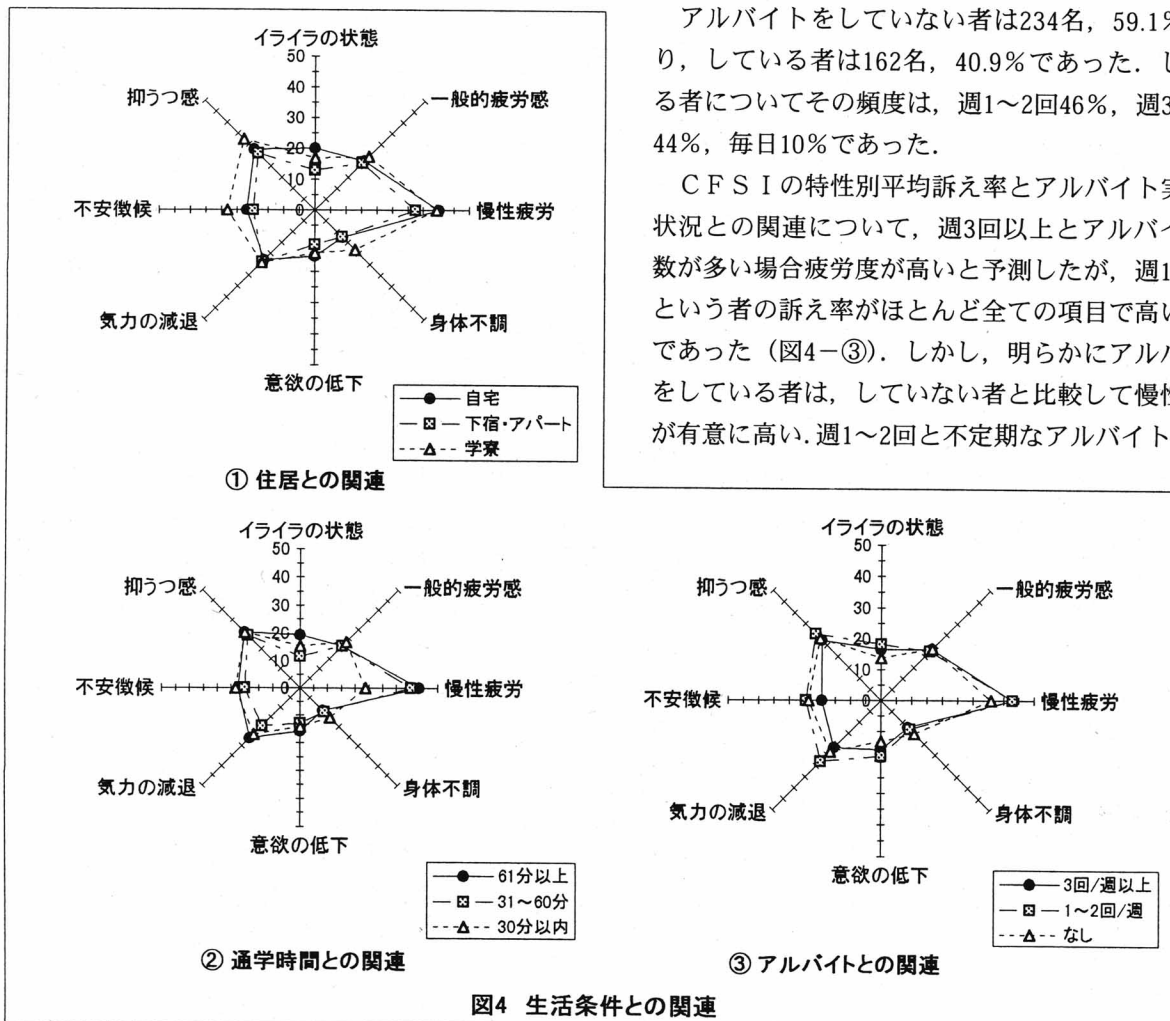 アルバイトをしていない者は234名，59.1%
り，している者は162名，40.9%であった．し
る者についてその頻度は，週1～2回46%，週3
44%，毎日10%であった．
ＣＦＳＩの特性別平均訴え率とアルバイト実
状況との関連について，週3回以上とアルバイ
数が多い場合疲労度が高いと予測したが，週1
という者の訴え率がほとんど全ての項目で高い
であった（図4－③）．しかし，明らかにアルバ
をしている者は，していない者と比較して慢性
が有意に高い．週1～2回と不定期なアルバイト
イライラの状態
50
40
30
20
10
0
抑うつ感
一般的疲労感
不安徴候
慢性疲労
気力の減退
身体不調
意欲の低下
自宅
下宿・アパート
学寮
① 住居との関連
イライラの状態
50
40
30
20
10
0
抑うつ感
一般的疲労感
不安徴候
慢性疲労
気力の減退
身体不調
意欲の低下
61分以上
31～60分
30分以内
② 通学時間との関連
イライラの状態
50
40
30
20
10
0
抑うつ感
一般的疲労感
不安徴候
慢性疲労
気力の減退
身体不調
意欲の低下
3回/週以上
1～2回/週
なし
③ アルバイトとの関連
図4 生活条件との関連